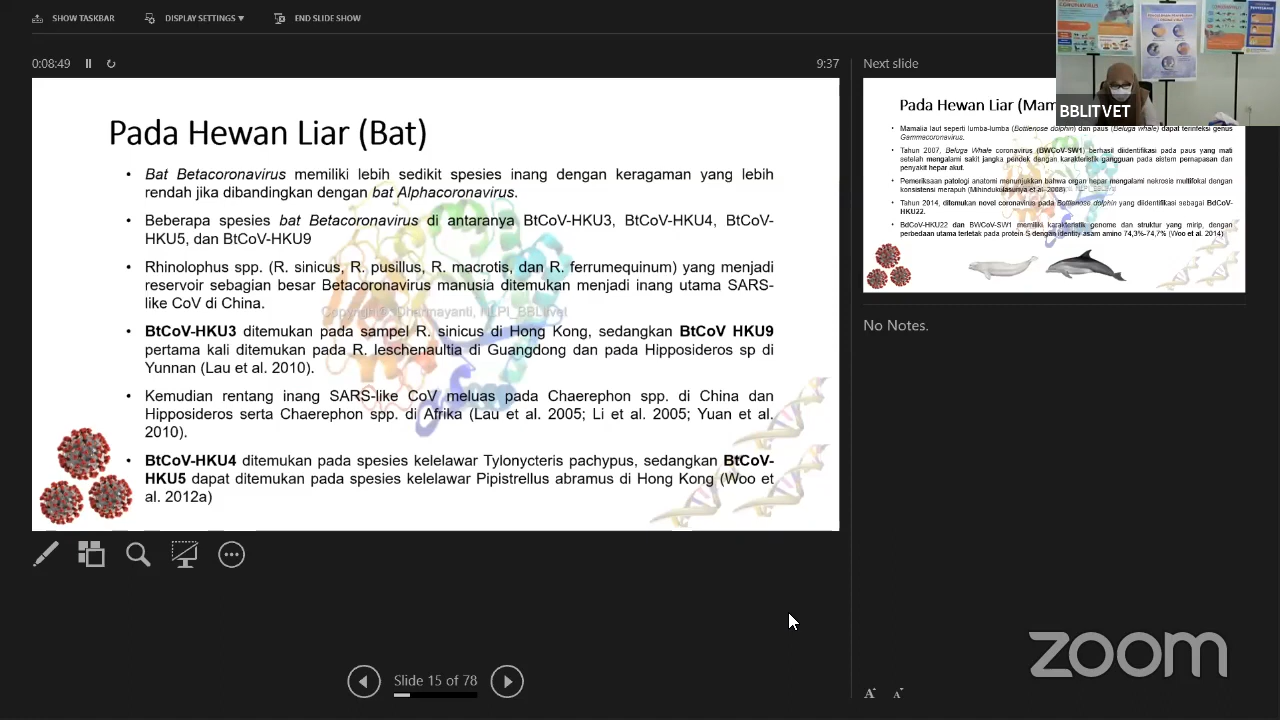 SHOW TASKBAR
DISPLAY SETTINGS ▼
END SLIDE SHOW
0:08:49
9:37
Pada Hewan Liar (Bat)
• Bat Betacoronavirus memiliki lebih sedikit spesies inang dengan keragaman yang lebih
rendah jika dibandingkan dengan bat Alphacoronavirus.
• Beberapa spesies bat Betacoronavirus di antaranya BtCoV-HKU3, BtCoV-HKU4, BtCoV-
HKU5, dan BtCoV-HKU9
• Rhinolophus spp. (R. sinicus, R. pusillus, R. macrotis, dan R. ferrumequinum) yang menjadi
reservoir sebagian besar Betacoronavirus manusia ditemukan menjadi inang utama SARS-
like CoV di China.
• BtCoV-HKU3 ditemukan pada sampel R. sinicus di Hong Kong, sedangkan BtCoV HKU9
pertama kali ditemukan pada R. leschenaultia di Guangdong dan pada Hipposideros sp di
Yunnan (Lau et al. 2010).
• Kemudian rentang inang SARS-like CoV meluas pada Chaerephon spp. di China dan
Hipposideros serta Chaerephon spp. di Afrika (Lau et al. 2005; Li et al. 2005; Yuan et al.
2010).
• BtCoV-HKU4 ditemukan pada spesies kelelawar Tylonycteris pachypus, sedangkan BtCoV-
HKU5 dapat ditemukan pada spesies kelelawar Pipistrellus abramus di Hong Kong (Woo et
al. 2012a)
Slide 15 of 78
Next slide
Pada Hewan Liar (Mam
• Mamalia laut seperti lumba-lumba (Bottlenose dolphin) dan paus (Beluga whale) dapat terinfeksi genus
Gammacoronavirus.
• Tahun 2007, Beluga Whale coronavirus (BWCoV-SW1) berhasil diidentifikasi pada paus yang mati
setelah mengalami sakit jangka pendek dengan karakteristik gangguan pada sistem pernapasan dan
penyakit hepar akut.
• Pemeriksaan patologi anatomi menunjukkan bahwa organ hepar mengalami nekrosis multifokal dengan
konsistensi merapuh (Mihindukulasuriya et al. 2008).
• Tahun 2014, ditemukan novel coronavirus pada Bottlenose dolphin yang diidentifikasi sebagai BdCoV-
HKU22.
• BdCoV-HKU22 dan BWCoV-SW1 memiliki karakteristik genome dan struktur yang mirip, dengan
perbedaan utama terletak pada protein S dengan identity asam amino 74,3%-74,7% (Woo et al. 2014)
No Notes.
BBLITVET
A
A
zoom